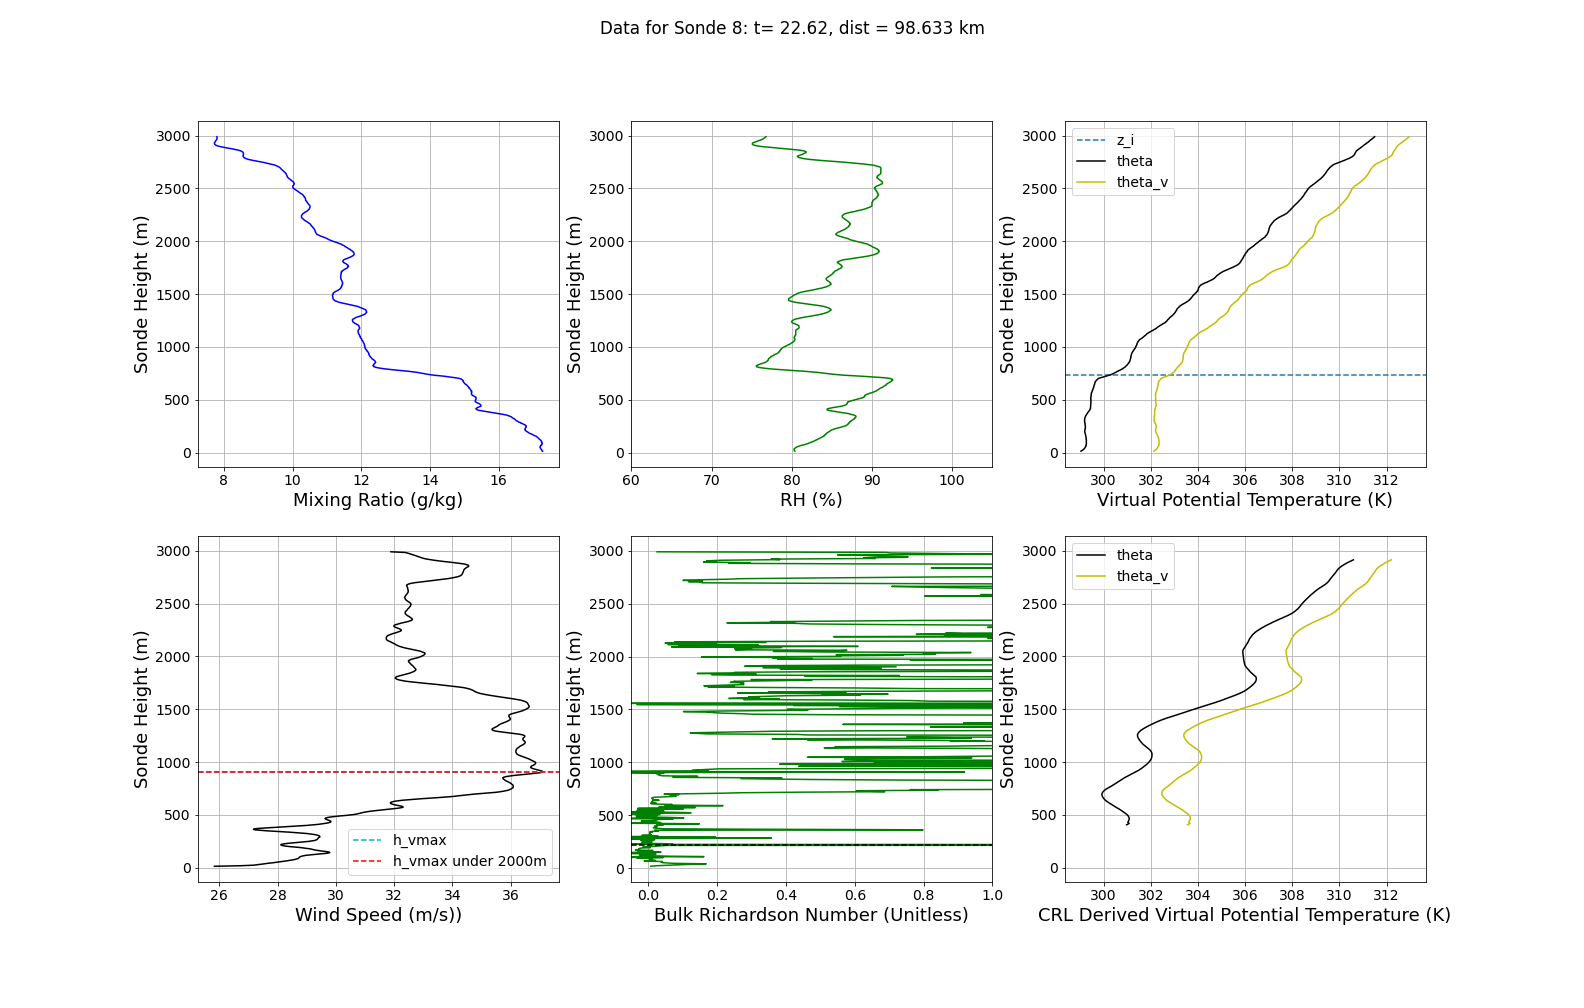 Data for Sonde 8: t= 22.62, dist = 98.633 km
Sonde Height (m)
3000
2500
2000
1500
1000
500
0
8 10 12 14 16
Mixing Ratio (g/kg)
Sonde Height (m)
3000
2500
2000
1500
1000
500
0
60 70 80 90 100
RH (%)
Sonde Height (m)
3000
2500
2000
1500
1000
500
0
z_i
theta
theta_v
300 302 304 306 308 310 312
Virtual Potential Temperature (K)
Sonde Height (m)
3000
2500
2000
1500
1000
500
0
h_vmax
h_vmax under 2000m
26 28 30 32 34 36
Wind Speed (m/s))
Sonde Height (m)
3000
2500
2000
1500
1000
500
0
0.0 0.2 0.4 0.6 0.8 1.0
Bulk Richardson Number (Unitless)
Sonde Height (m)
3000
2500
2000
1500
1000
500
0
theta
theta_v
300 302 304 306 308 310 312
CRL Derived Virtual Potential Temperature (K)